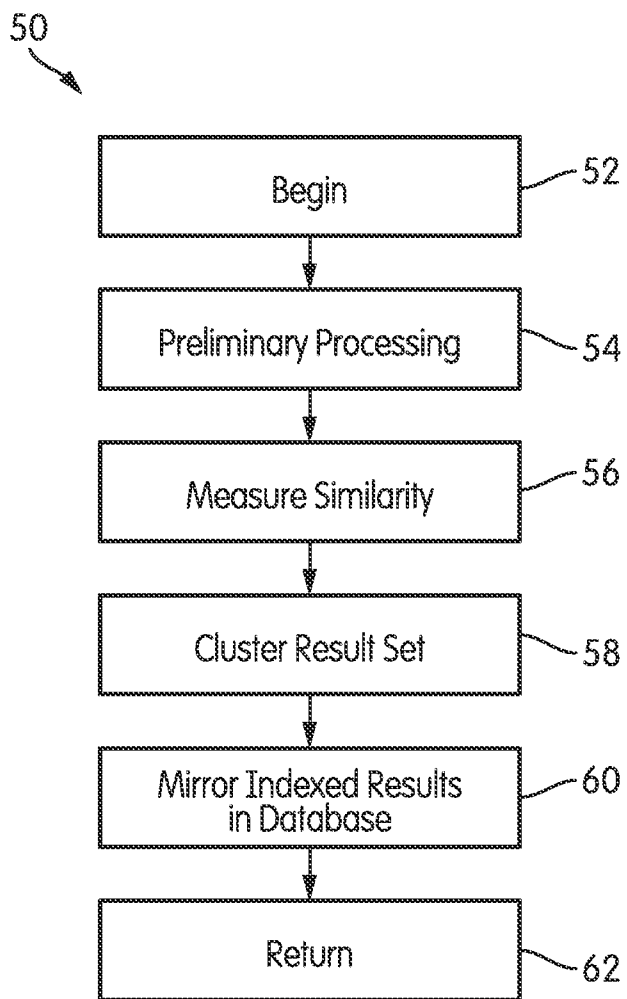 50
Begin
52
Preliminary Processing
54
Measure Similarity
56
Cluster Result Set
58
Mirror Indexed Results
in Database
60
Return
62